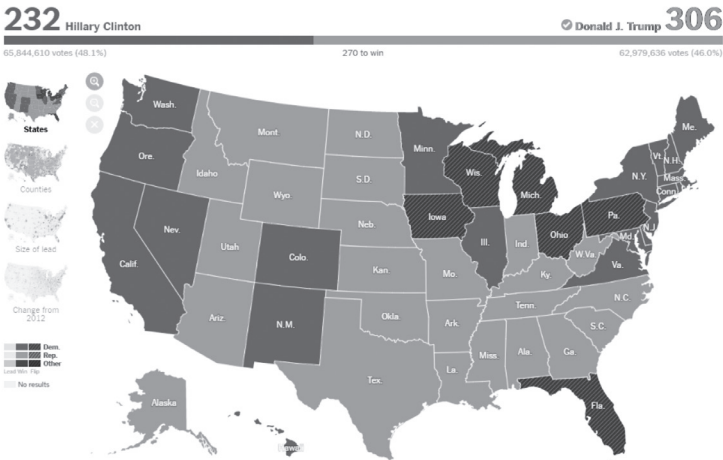 232 Hillary Clinton
Donald J. Trump 306
65,844,610 votes (48.1%)
270 to win
62,979,636 votes (46.0%)
States
Counties
Size of lead
Change from
2012
Dem.
Rep.
Other
Lead Win Flip
No results
Wash.
Ore.
Calif.
Nev.
Idaho
Mont.
Wyo.
Utah
Ariz.
Colo.
N.M.
N.D.
S.D.
Neb.
Kan.
Okla.
Tex.
Minn.
Iowa
Mo.
Ark.
La.
Wis.
Ill.
Mich.
Ind
Ohio
Ky.
Tenn.
Miss
Ala.
Ga.
Fla.
S.C.
N.C.
Va.
W.Va.
Md.
Pa.
N.J.
N.Y.
Conn.
Mass.
Vt.
N.H.
Me.
Alaska
Hawaii